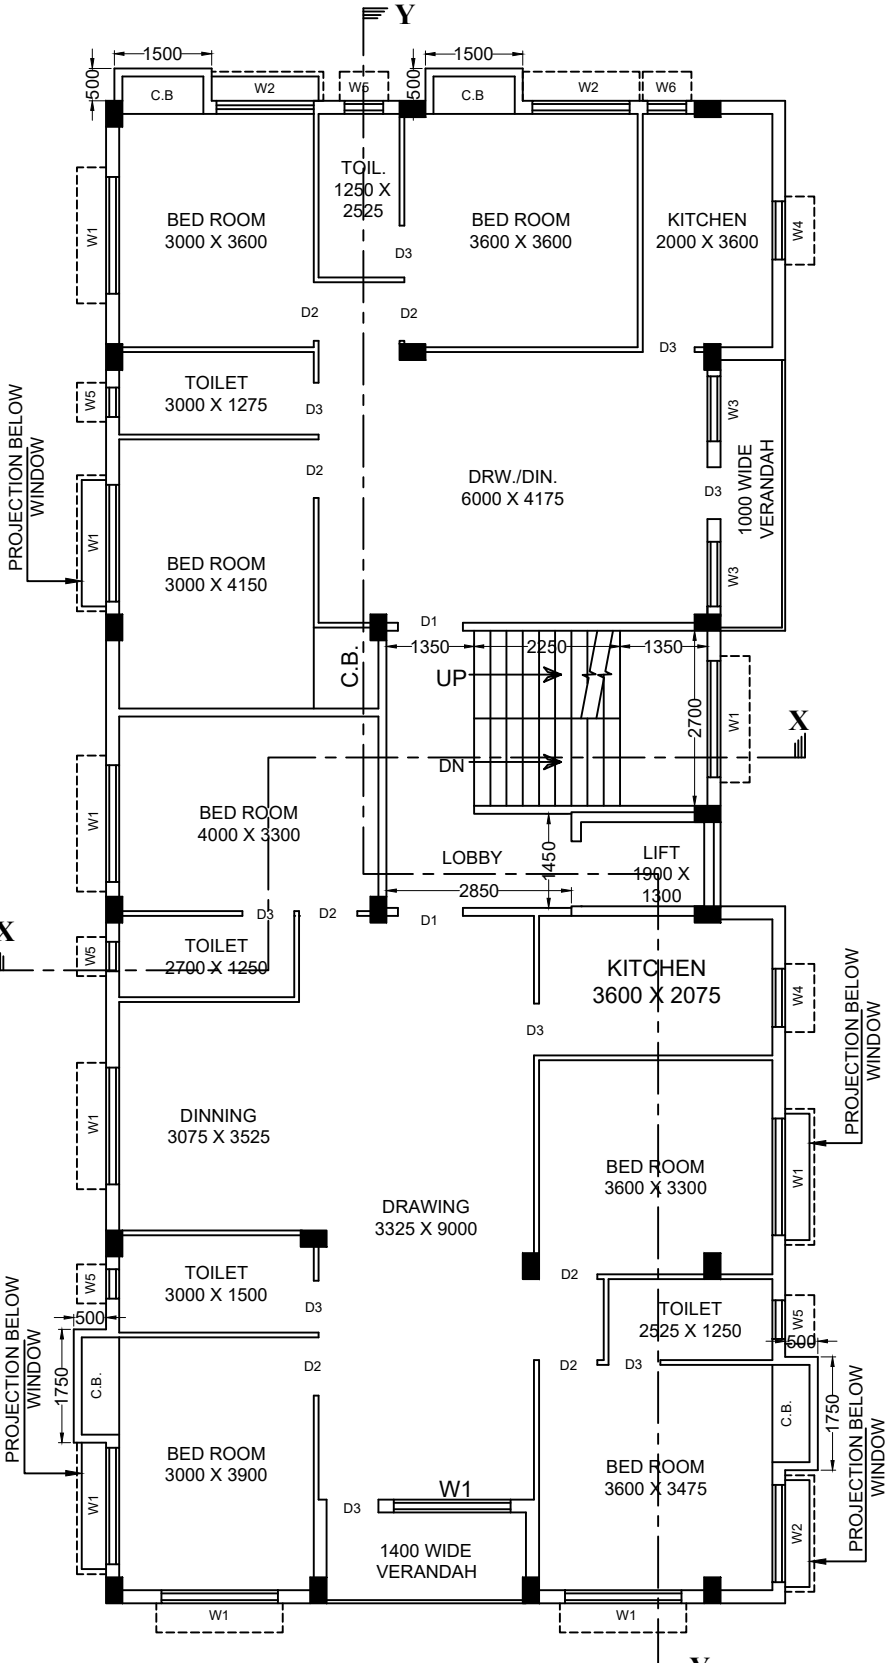 Y
1500
1500
500
500
C.B
W2
W5
C.B
W2
W6
TOIL.
1250 X
2525
W1
BED ROOM
3000 X 3600
BED ROOM
3600 X 3600
KITCHEN
2000 X 3600
W4
D3
D2
D2
D3
TOILET
3000 X 1275
W5
D3
W3
PROJECTION BELOW
WINDOW
D2
DRW./DIN.
6000 X 4175
D3
1000 WIDE
VERANDAH
W1
BED ROOM
3000 X 4150
W3
D1
1350
2250
1350
C.B.
UP
2700
W1
X
DN
W1
BED ROOM
4000 X 3300
LOBBY
1450
LIFT
1900 X
1300
2850
D3
D2
D1
X
W5
TOILET
2700 X 1250
KITCHEN
3600 X 2075
W4
D3
PROJECTION BELOW
WINDOW
W1
DINNING
3075 X 3525
BED ROOM
3600 X 3300
W1
DRAWING
3325 X 9000
W5
TOILET
3000 X 1500
D2
D3
TOILET
2525 X 1250
W5
500
500
PROJECTION BELOW
WINDOW
1750
C.B.
D2
D2
D3
C.B.
1750
PROJECTION BELOW
WINDOW
BED ROOM
3000 X 3900
BED ROOM
3600 X 3475
W1
W1
D3
W2
1400 WIDE
VERANDAH
W1
W1